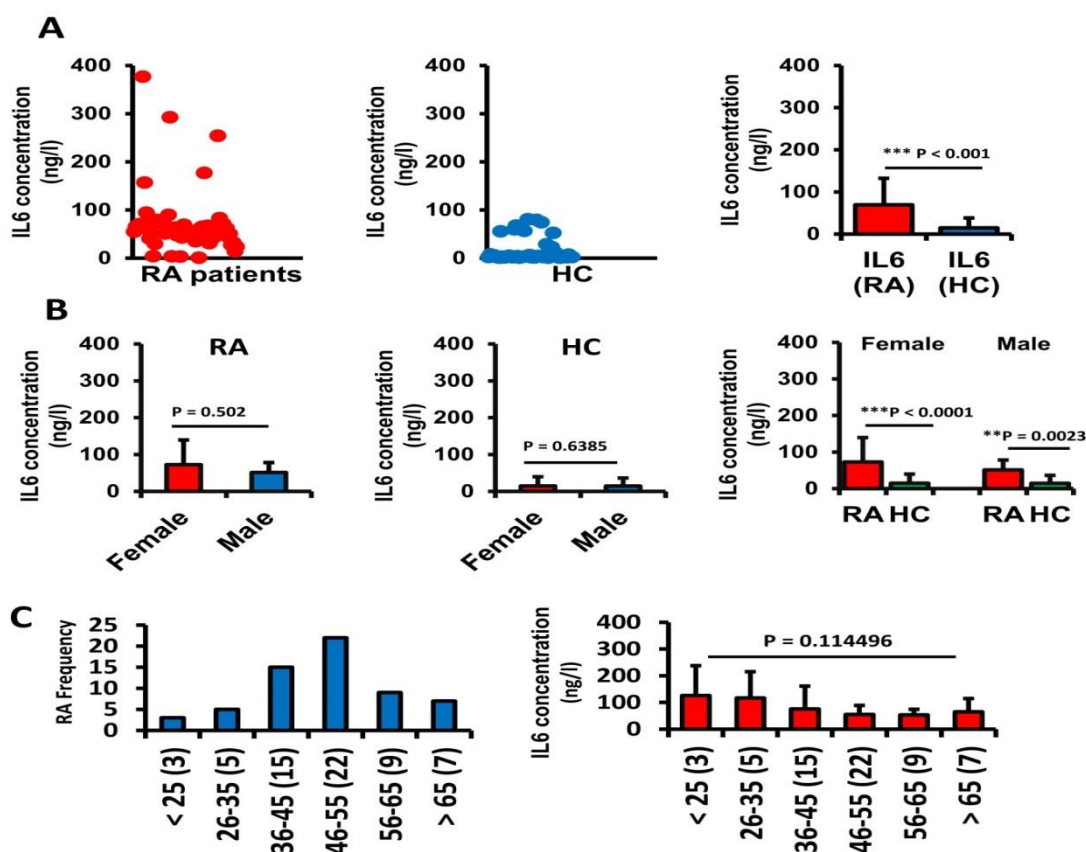 A
IL6 concentration
(ng/l)
400
300
200
100
0
RA patients
IL6 concentration
(ng/l)
400
300
200
100
0
HC
IL6 concentration
(ng/l)
400
300
200
100
0
*** P < 0.001
IL6
(RA)
IL6
(HC)
B
IL6 concentration
(ng/l)
400
300
200
100
0
RA
P = 0.502
Female
Male
IL6 concentration
(ng/l)
400
300
200
100
0
HC
P = 0.6385
Female
Male
IL6 concentration
(ng/l)
400
300
200
100
0
Female
Male
***P < 0.0001
**P = 0.0023
RA HC
RA HC
C
RA Frequency
25
20
15
10
5
0
< 25 (3)
26-35 (5)
36-45 (15)
46-55 (22)
56-65 (9)
> 65 (7)
IL6 concentration
(ng/l)
400
300
200
100
0
P = 0.114496
< 25 (3)
26-35 (5)
36-45 (15)
46-55 (22)
56-65 (9)
> 65 (7)